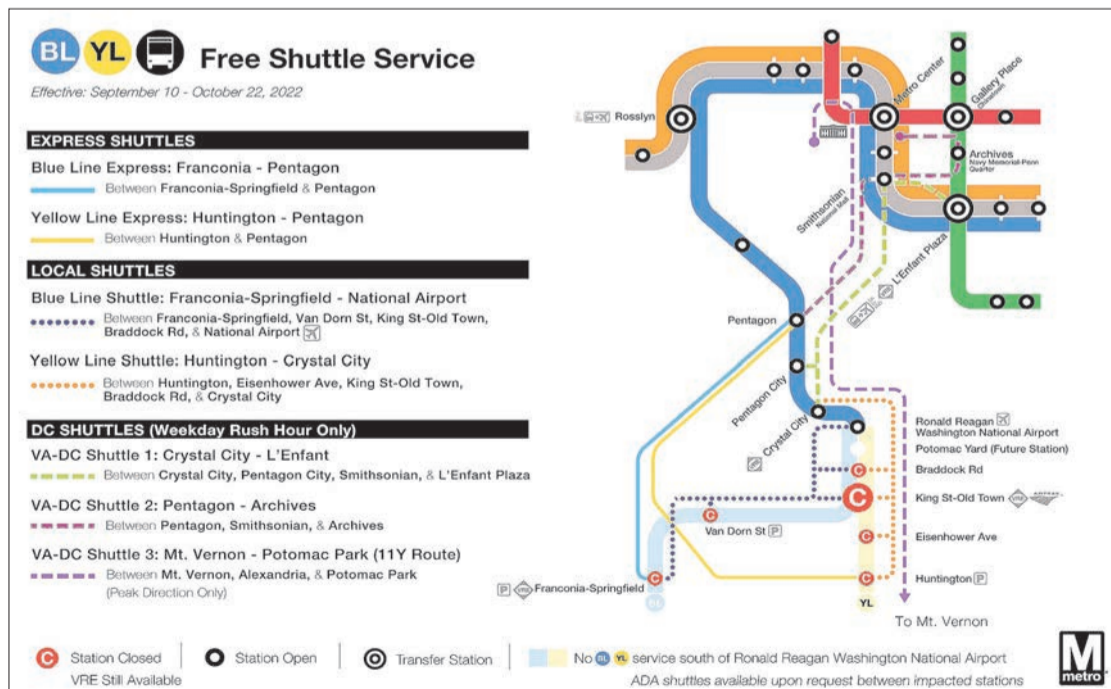 BL YL Free Shuttle Service
Effective: September 10 - October 22, 2022
EXPRESS SHUTTLES
Blue Line Express: Franconia - Pentagon
Between Franconia-Springfield & Pentagon
Yellow Line Express: Huntington - Pentagon
Between Huntington & Pentagon
LOCAL SHUTTLES
Blue Line Shuttle: Franconia-Springfield - National Airport
Between Franconia-Springfield, Van Dorn St, King St-Old Town,
Braddock Rd, & National Airport
Yellow Line Shuttle: Huntington - Crystal City
Between Huntington, Eisenhower Ave, King St-Old Town,
Braddock Rd, & Crystal City
DC SHUTTLES (Weekday Rush Hour Only)
VA-DC Shuttle 1: Crystal City - L'Enfant
Between Crystal City, Pentagon City, Smithsonian, & L'Enfant Plaza
VA-DC Shuttle 2: Pentagon - Archives
Between Pentagon, Smithsonian, & Archives
VA-DC Shuttle 3: Mt. Vernon - Potomac Park (11Y Route)
Between Mt. Vernon, Alexandria, & Potomac Park
(Peak Direction Only)
Rosslyn
Metro Center
Gallery Place
Chinatown
Archives
Navy Memorial-Penn
Quarter
Smithsonian
National Mall
L'Enfant Plaza
VRE
Pentagon
Pentagon City
Crystal City
VRE
Ronald Reagan
Washington National Airport
Potomac Yard (Future Station)
C Braddock Rd
C King St-Old Town VRE AMTRAK
C Van Dorn St P
C Eisenhower Ave
P VRE Franconia-Springfield C
C Huntington P
BL
YL
To Mt. Vernon
C Station Closed
VRE Still Available
Station Open
Transfer Station
No BL YL service south of Ronald Reagan Washington National Airport
ADA shuttles available upon request between impacted stations
M
metro